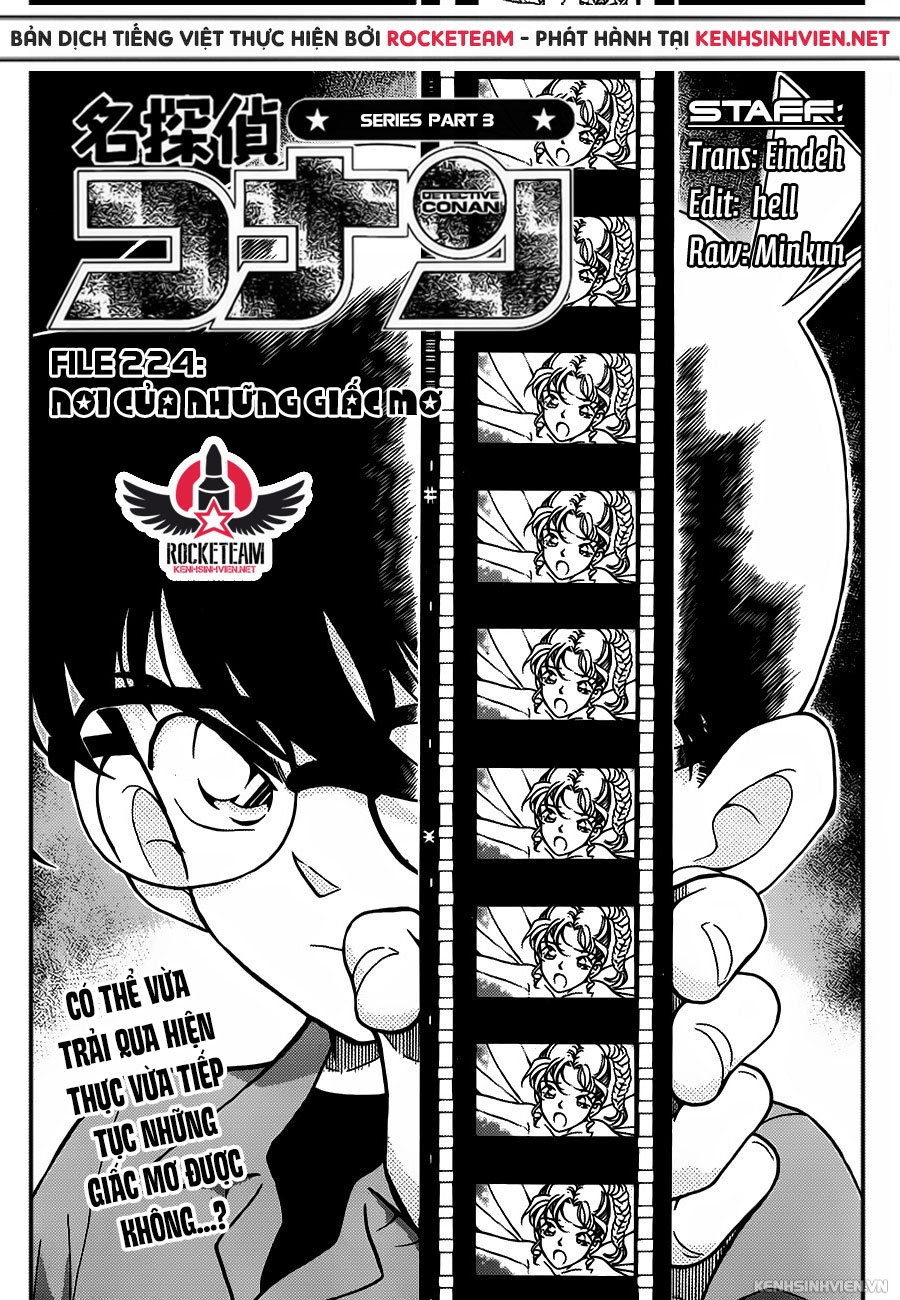 BẢN DỊCH TIẾNG VIỆT THỰC HIỆN BỞI ROCKETEAM - PHÁT HÀNH TẠI KENHSINHVIEN.NET
名探偵
★ SERIES PART 3 ★
コナン
DETECTIVE
CONAN
STAFF:
Trans: Eindeh
Edit: hell
Raw: Minkun
FILE 224:
NƠI CỦA NHỮNG GIẤC MƠ
ROCKETEAM
KENHSINHVIEN.NET
CÓ THỂ VỪA
TRẢI QUA HIỆN
THỰC VỪA TIẾP
TỤC NHỮNG
GIẤC MƠ ĐƯỢC
KHÔNG...?
KENHSINHVIEN.VN